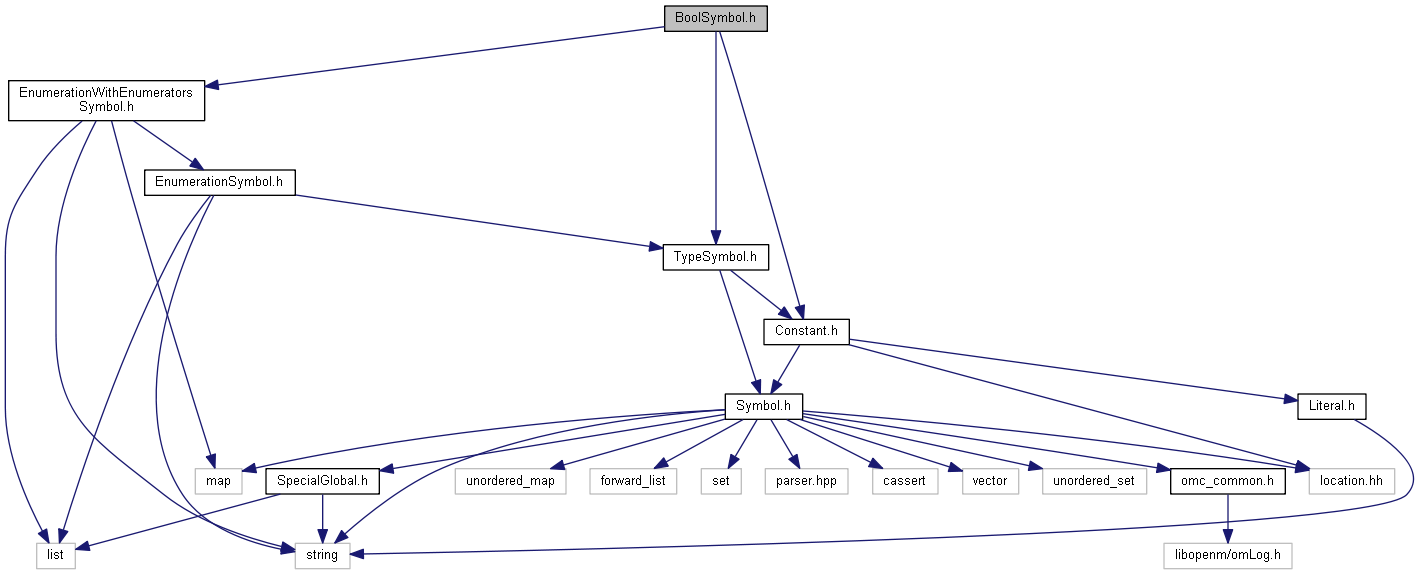 BoolSymbol.h
EnumerationWithEnumerators
Symbol.h
EnumerationSymbol.h
TypeSymbol.h
Constant.h
Symbol.h
Literal.h
map
SpecialGlobal.h
unordered_map
forward_list
set
parser.hpp
cassert
vector
unordered_set
omc_common.h
location.hh
list
string
libopenm/omLog.h